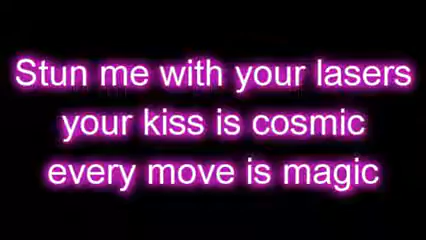 Stun me with your lasers
your kiss is cosmic
every move is magic